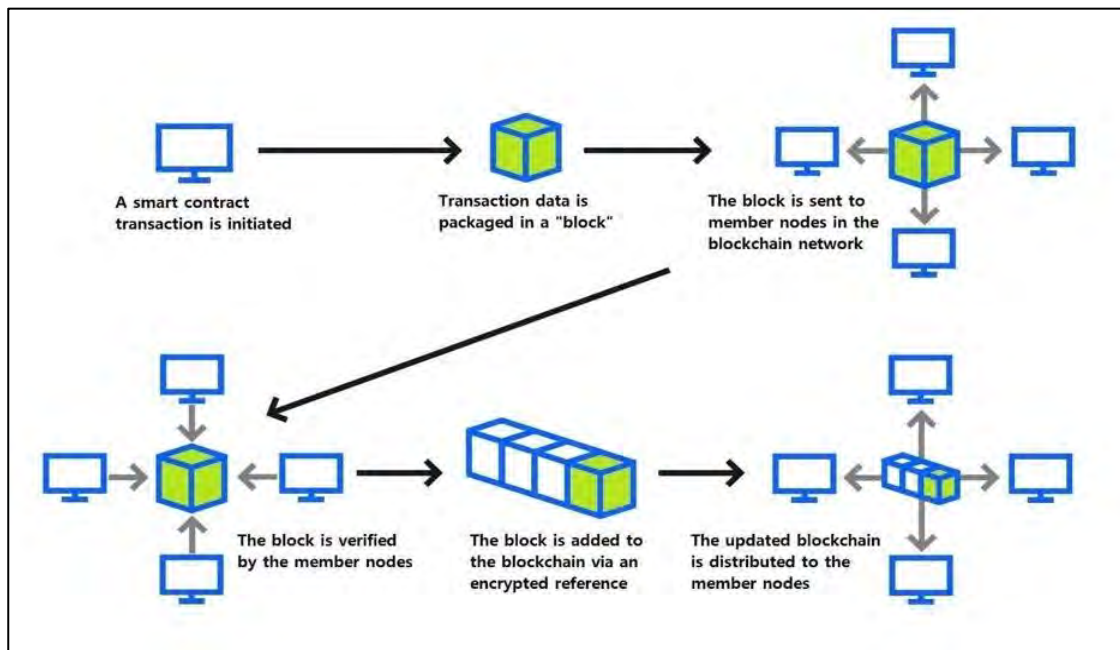 A smart contract
transaction is initiated
Transaction data is
packaged in a "block"
The block is sent to
member nodes in the
blockchain network
The block is verified
by the member nodes
The block is added to
the blockchain via an
encrypted reference
The updated blockchain
is distributed to the
member nodes